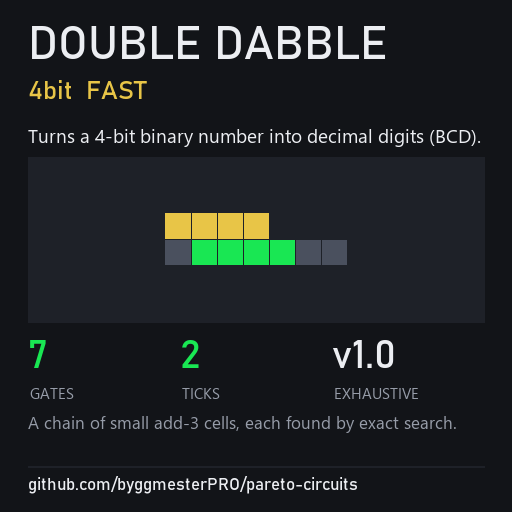 DOUBLE DABBLE
4bit FAST
Turns a 4-bit binary number into decimal digits (BCD).
7 2 v1.0
GATES TICKS EXHAUSTIVE
A chain of small add-3 cells, each found by exact search.
github.com/byggmesterPRO/pareto-circuits